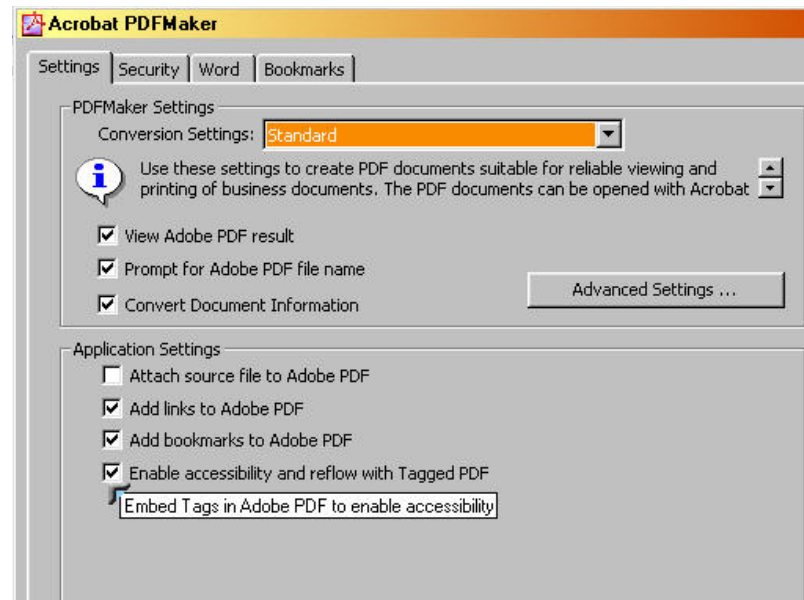 Acrobat PDFMaker
Settings Security Word Bookmarks
PDFMaker Settings
Conversion Settings: Standard
Use these settings to create PDF documents suitable for reliable viewing and
printing of business documents. The PDF documents can be opened with Acrobat
View Adobe PDF result
Prompt for Adobe PDF file name
Advanced Settings ...
Convert Document Information
Application Settings
Attach source file to Adobe PDF
Add links to Adobe PDF
Add bookmarks to Adobe PDF
Enable accessibility and reflow with Tagged PDF
Embed Tags in Adobe PDF to enable accessibility